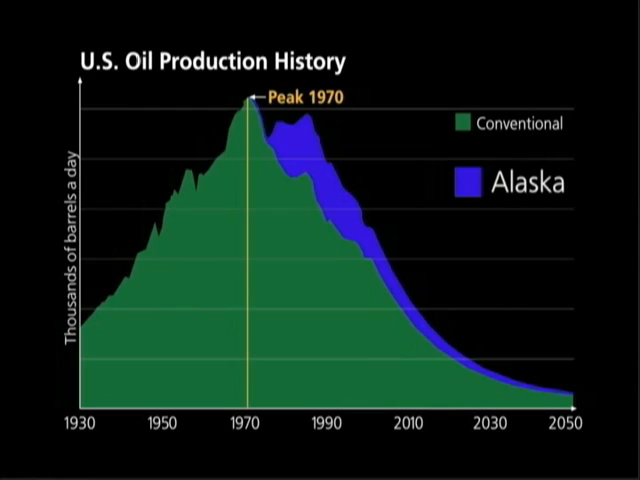 U.S. Oil Production History
Peak 1970
Conventional
Alaska
Thousands of barrels a day
1930 1950 1970 1990 2010 2030 2050